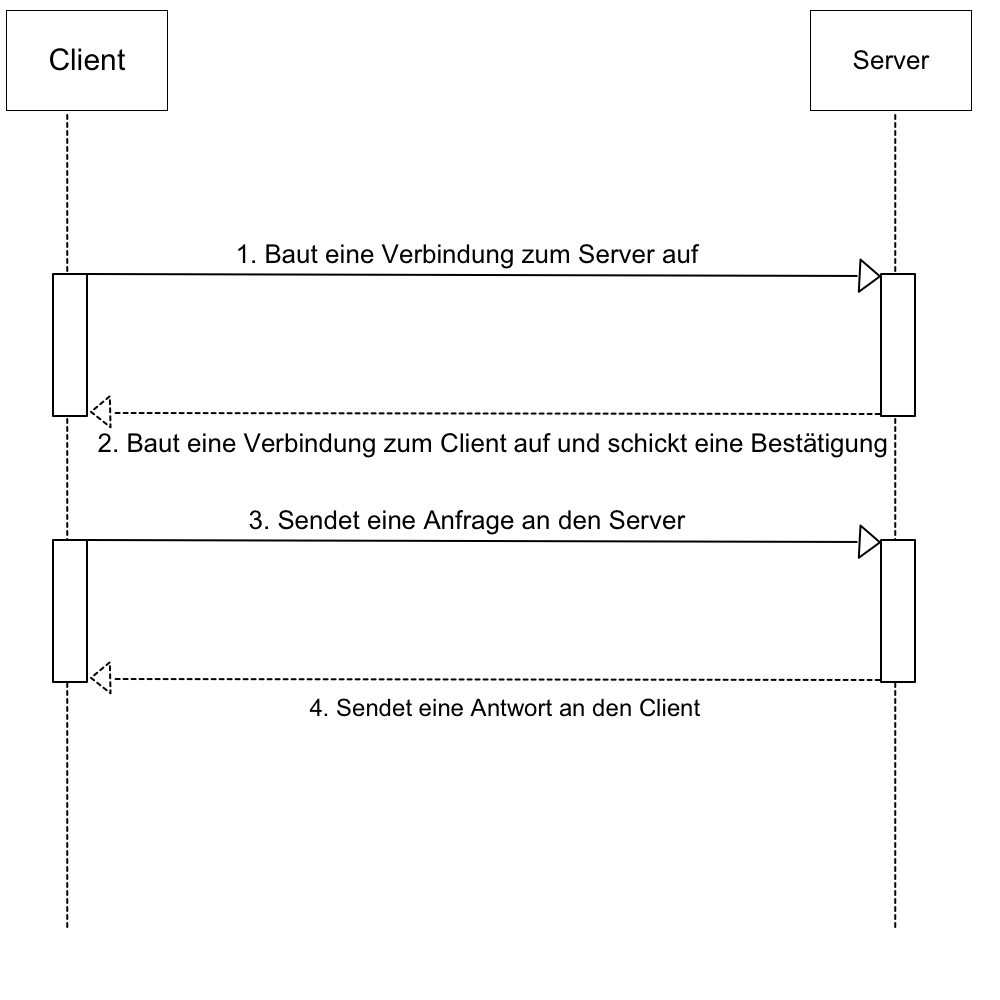 Client
Server
1. Baut eine Verbindung zum Server auf
2. Baut eine Verbindung zum Client auf und schickt eine Bestätigung
3. Sendet eine Anfrage an den Server
4. Sendet eine Antwort an den Client